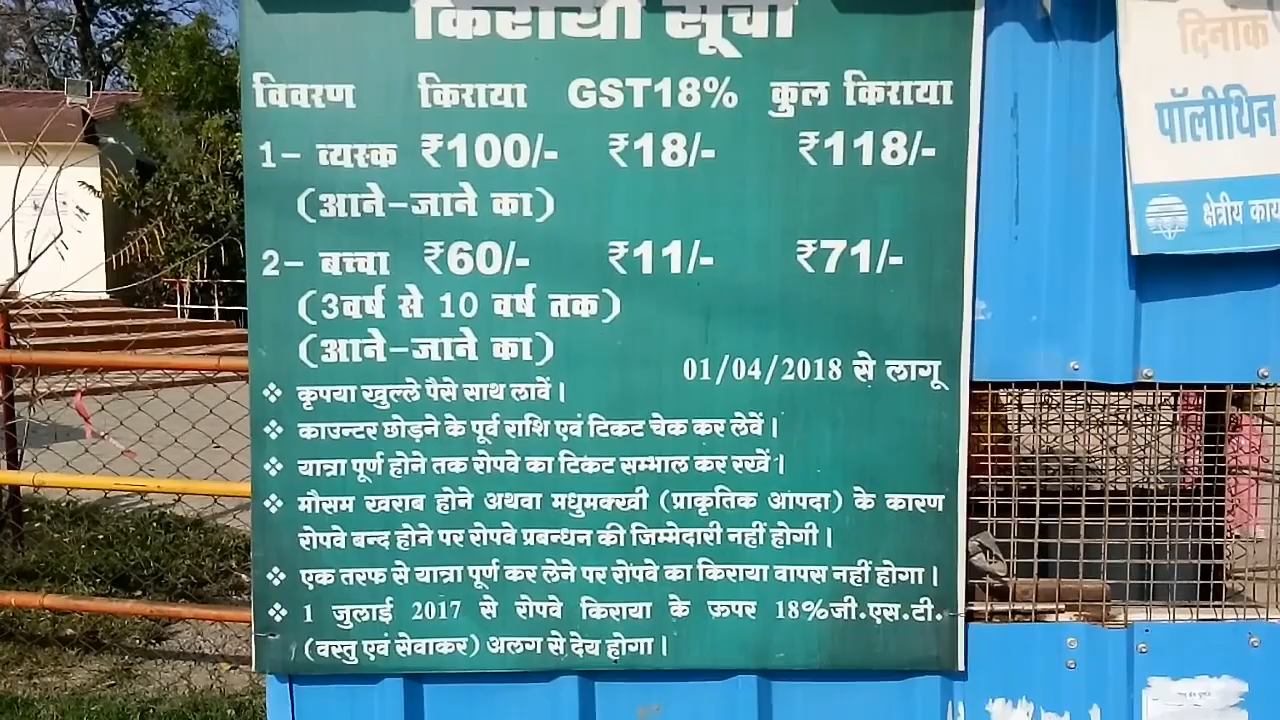 किराया सूची
विवरण किराया GST18% कुल किराया
1- व्यस्क ₹100/- ₹18/- ₹118/-
(आने-जाने का)
2- बच्चा ₹60/- ₹11/- ₹71/-
(3वर्ष से 10 वर्ष तक)
(आने-जाने का)
01/04/2018 से लागू
❖ कृपया खुल्ले पैसे साथ लावें।
❖ काउन्टर छोड़ने के पूर्व राशि एवं टिकट चेक कर लेवें।
❖ यात्रा पूर्ण होने तक रोपवे का टिकट सम्भाल कर रखें।
❖ मौसम खराब होने अथवा मधुमक्खी (प्राकृतिक आपदा) के कारण
रोपवे बन्द होने पर रोपवे प्रबन्धन की जिम्मेदारी नहीं होगी।
❖ एक तरफ से यात्रा पूर्ण कर लेने पर रोपवे का किराया वापस नहीं होगा।
❖ 1 जुलाई 2017 से रोपवे किराया के ऊपर 18%जी.एस.टी.
(वस्तु एवं सेवाकर) अलग से देय होगा।
दिनांक
पॉलीथिन
क्षेत्रीय